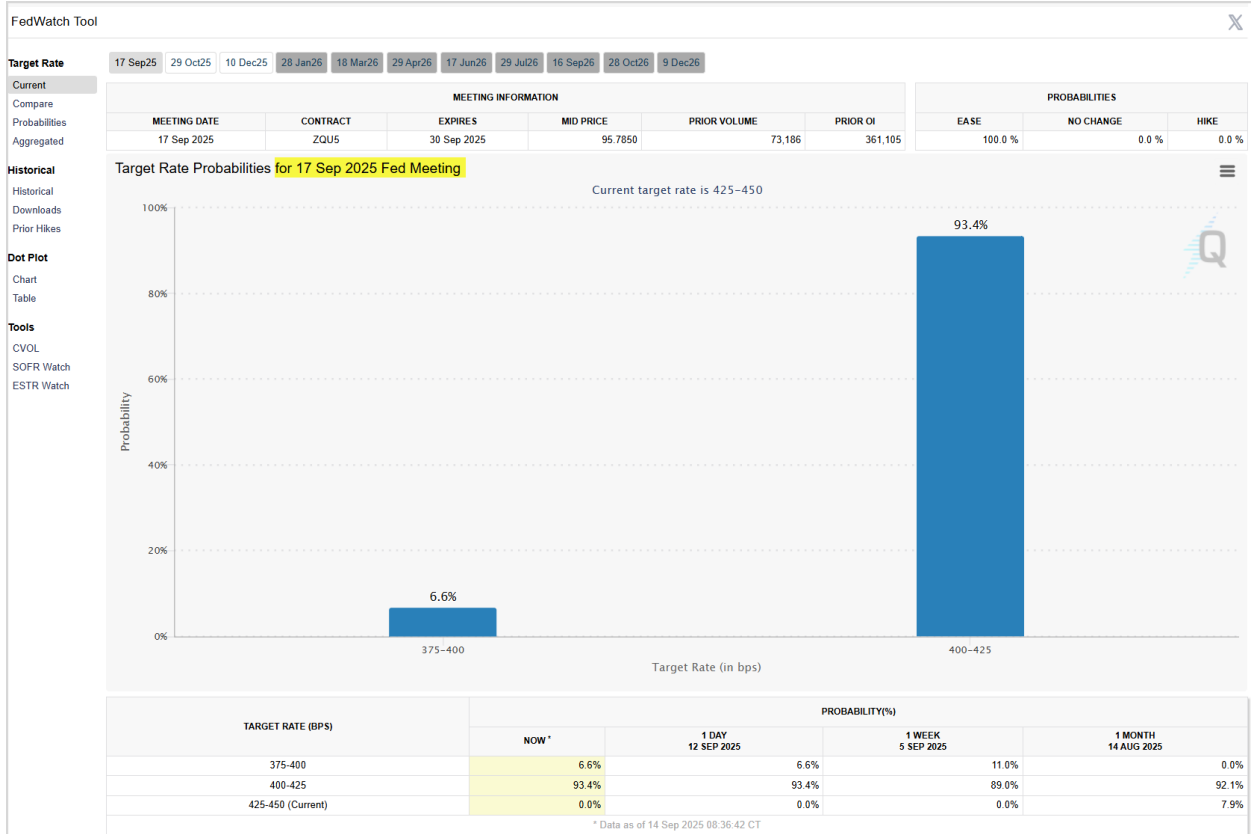 FedWatch Tool
Target Rate
Current
Compare
Probabilities
Aggregated
Historical
Historical
Downloads
Prior Hikes
Dot Plot
Chart
Table
Tools
CVOL
SOFR Watch
ESTR Watch
17 Sep25 29 Oct25 10 Dec25 28 Jan26 18 Mar26 29 Apr26 17 Jun26 29 Jul26 16 Sep26 28 Oct26 9 Dec26
MEETING INFORMATION
MEETING DATE CONTRACT EXPIRES MID PRICE PRIOR VOLUME PRIOR OI
17 Sep 2025 ZQU5 30 Sep 2025 95.7850 73,186 361,105
PROBABILITIES
EASE NO CHANGE HIKE
100.0 % 0.0 % 0.0 %
Target Rate Probabilities for 17 Sep 2025 Fed Meeting
Current target rate is 425-450
100%
80%
60%
40%
20%
0%
Probability
6.6%
93.4%
Q
375-400 400-425
Target Rate (in bps)
TARGET RATE (BPS) PROBABILITY(%)
NOW * 1 DAY 1 WEEK 1 MONTH
12 SEP 2025 5 SEP 2025 14 AUG 2025
375-400 6.6% 6.6% 11.0% 0.0%
400-425 93.4% 93.4% 89.0% 92.1%
425-450 (Current) 0.0% 0.0% 0.0% 7.9%
* Data as of 14 Sep 2025 08:36:42 CT